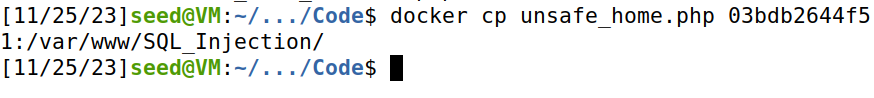 [11/25/23]seed@VM:~/.../Code$ docker cp unsafe_home.php 03bdb2644f5
1:/var/www/SQL_Injection/
[11/25/23]seed@VM:~/.../Code$